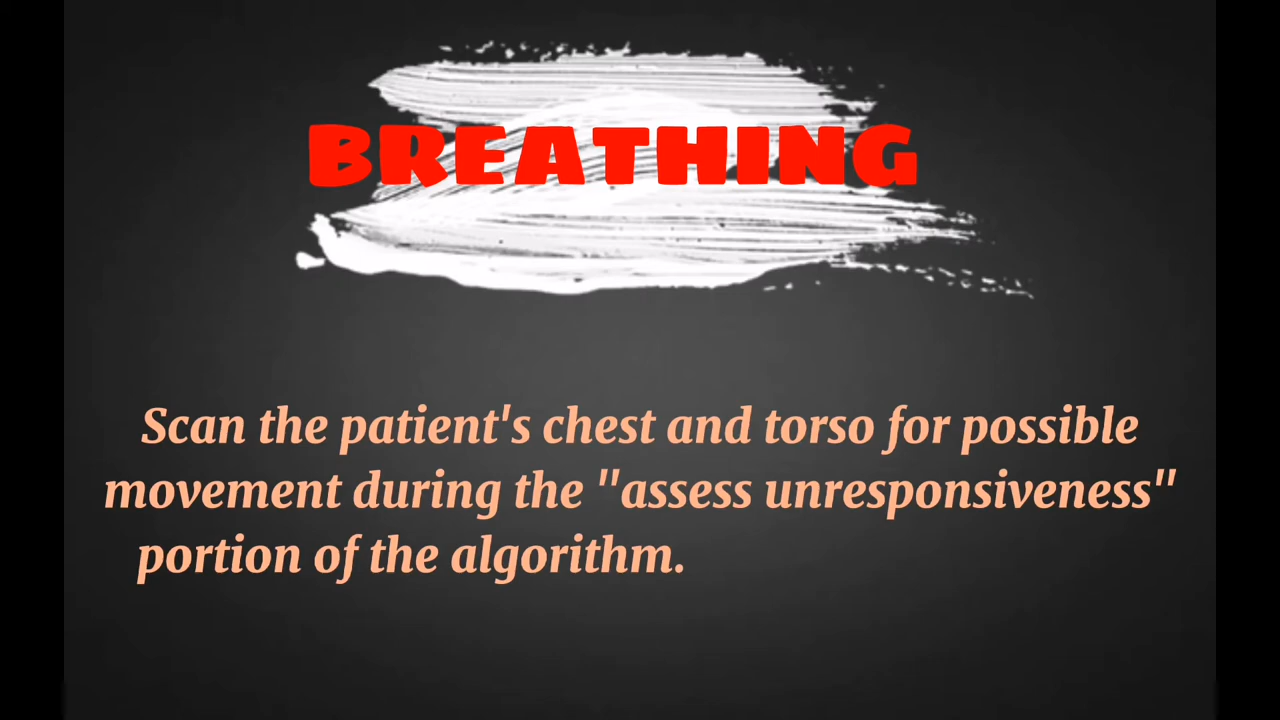 BREATHING
Scan the patient's chest and torso for possible
movement during the "assess unresponsiveness"
portion of the algorithm.